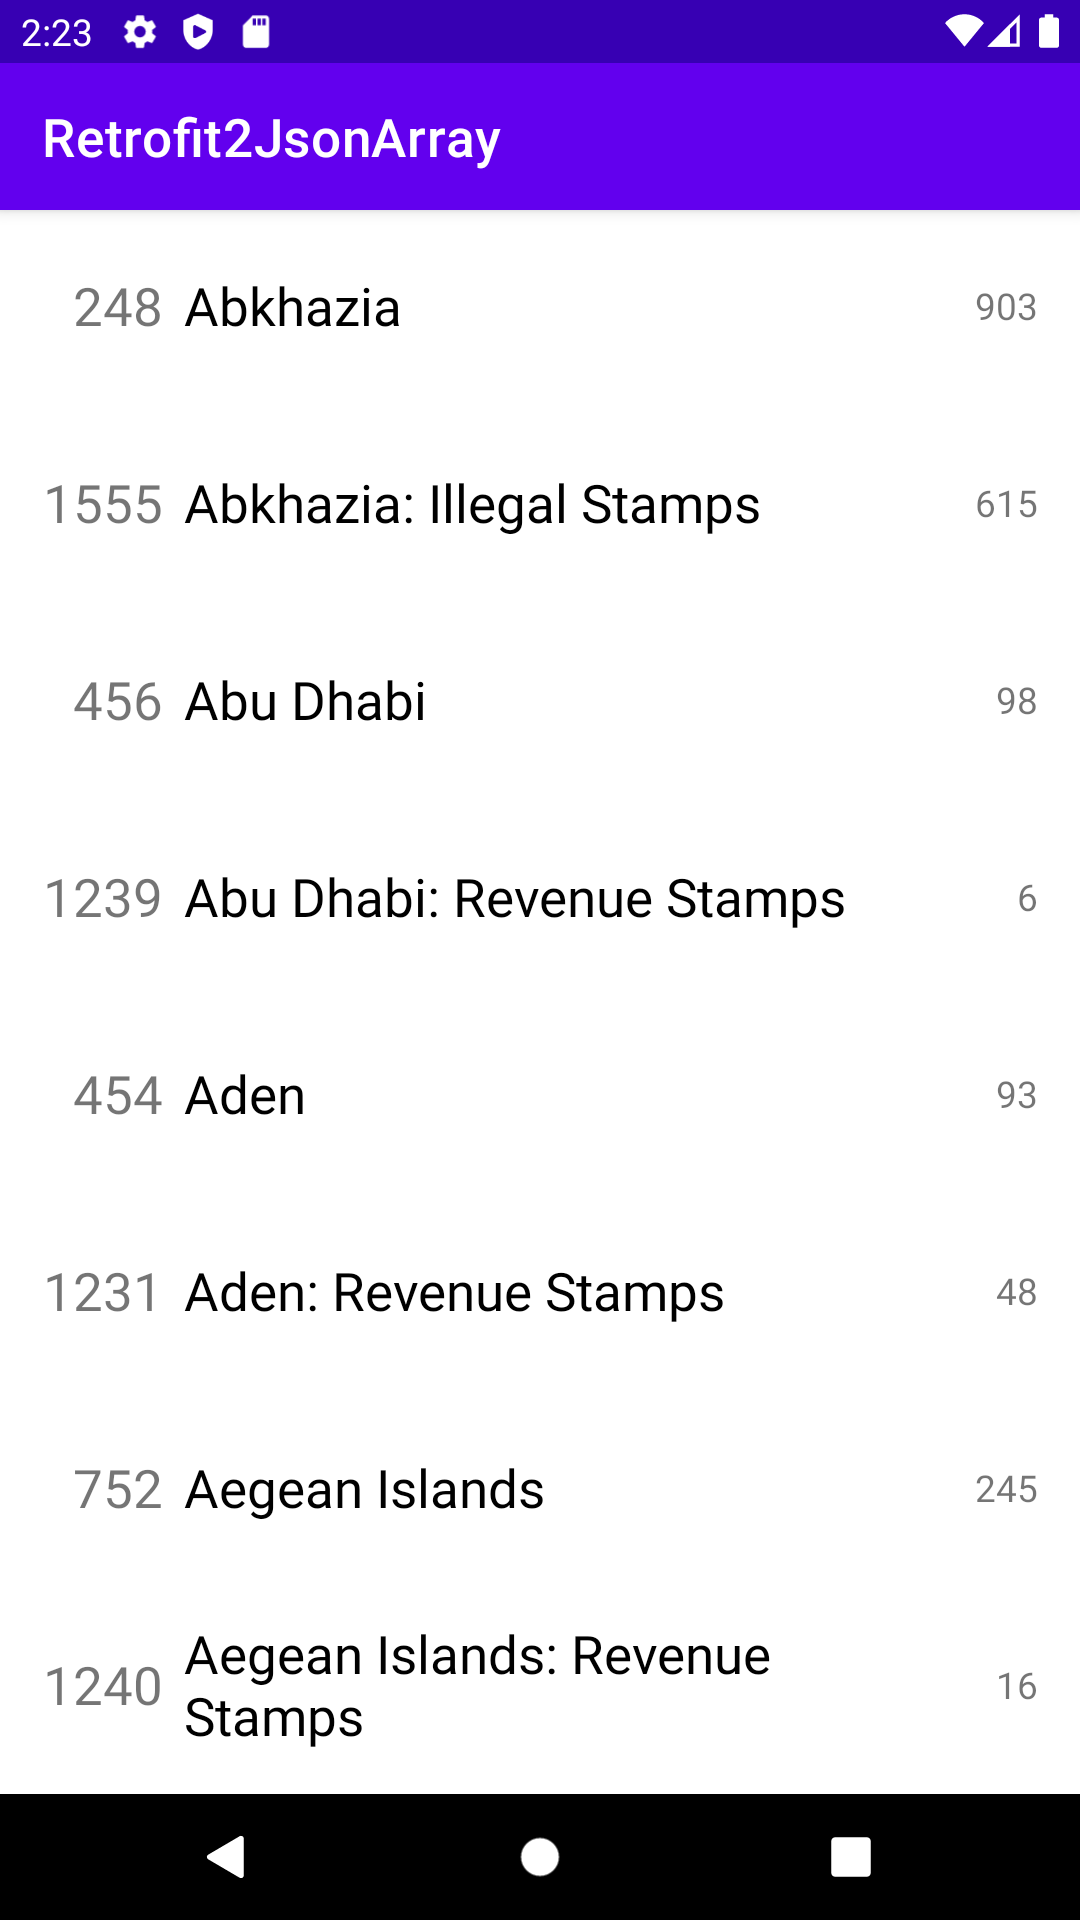 2:23
Retrofit2JsonArray
248 Abkhazia 903
1555 Abkhazia: Illegal Stamps 615
456 Abu Dhabi 98
1239 Abu Dhabi: Revenue Stamps 6
454 Aden 93
1231 Aden: Revenue Stamps 48
752 Aegean Islands 245
1240 Aegean Islands: Revenue
Stamps 16